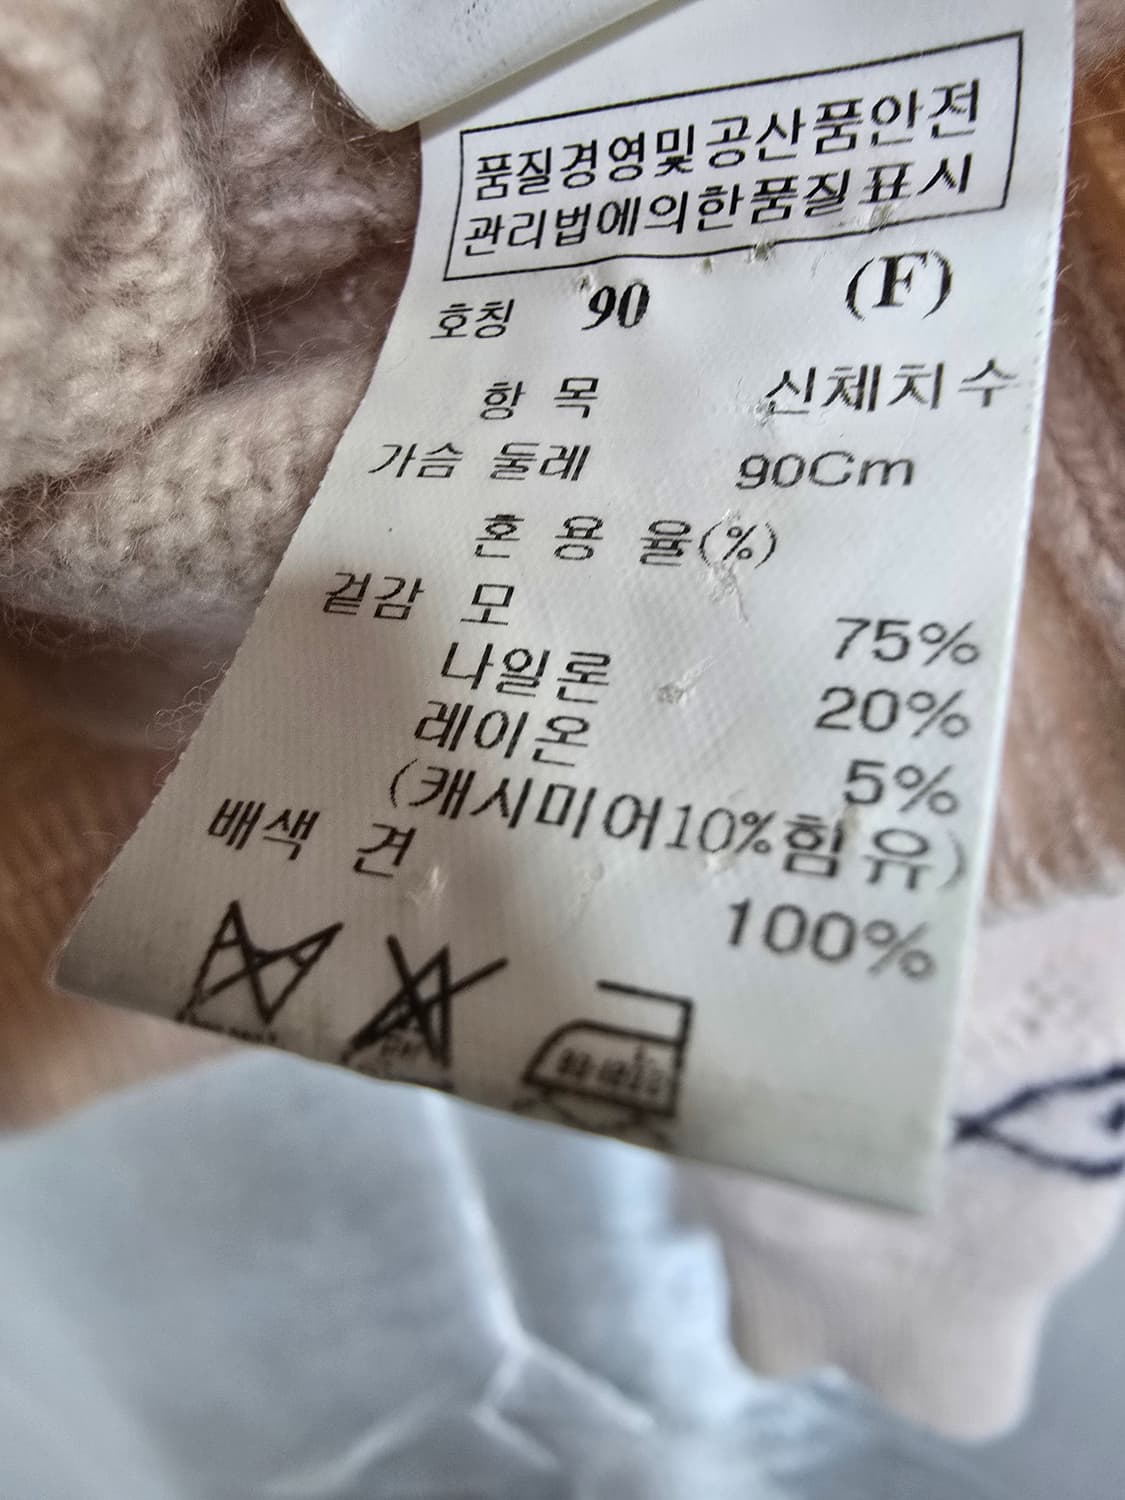 품질경영및공산품안전
관리법에의한품질표시
호칭 90 (F)
항 목 신체치수
가슴 둘레 90Cm
혼 용 율(%)
겉감 모 75%
나일론 20%
레이온 5%
(캐시미어10%함유)
배색 견 100%